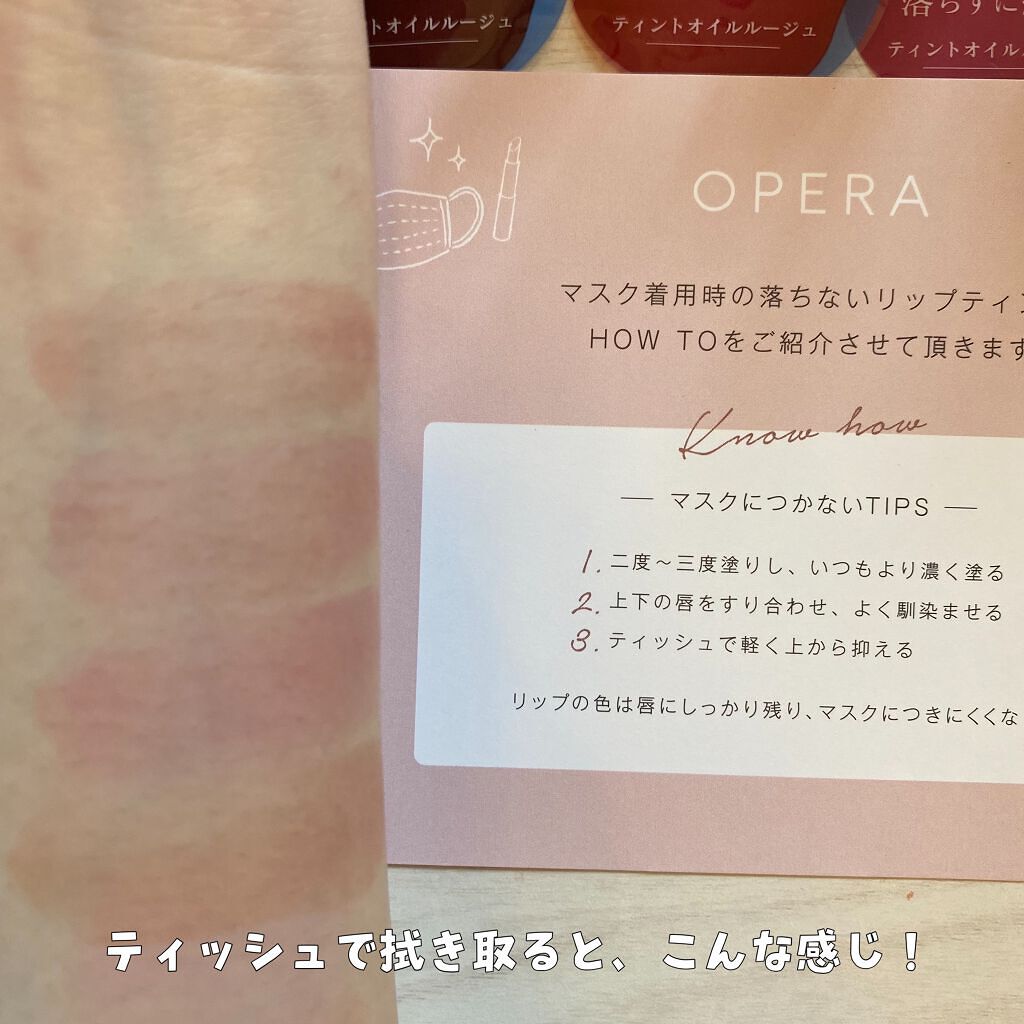 トオイルルージュ
ティントオイルルージュ
落らずに
ティントオイル
OPERA
マスク着用時の落ちないリップティ
HOW TOをご紹介させて頂きます
Know how
― マスクにつかないTIPS ―
1. 二度～三度塗りし、いつもより濃く塗る
2. 上下の唇をすり合わせ、よく馴染ませる
3. ティッシュで軽く上から抑える
リップの色は唇にしっかり残り、マスクにつきにくくな
ティッシュで拭き取ると、こんな感じ！